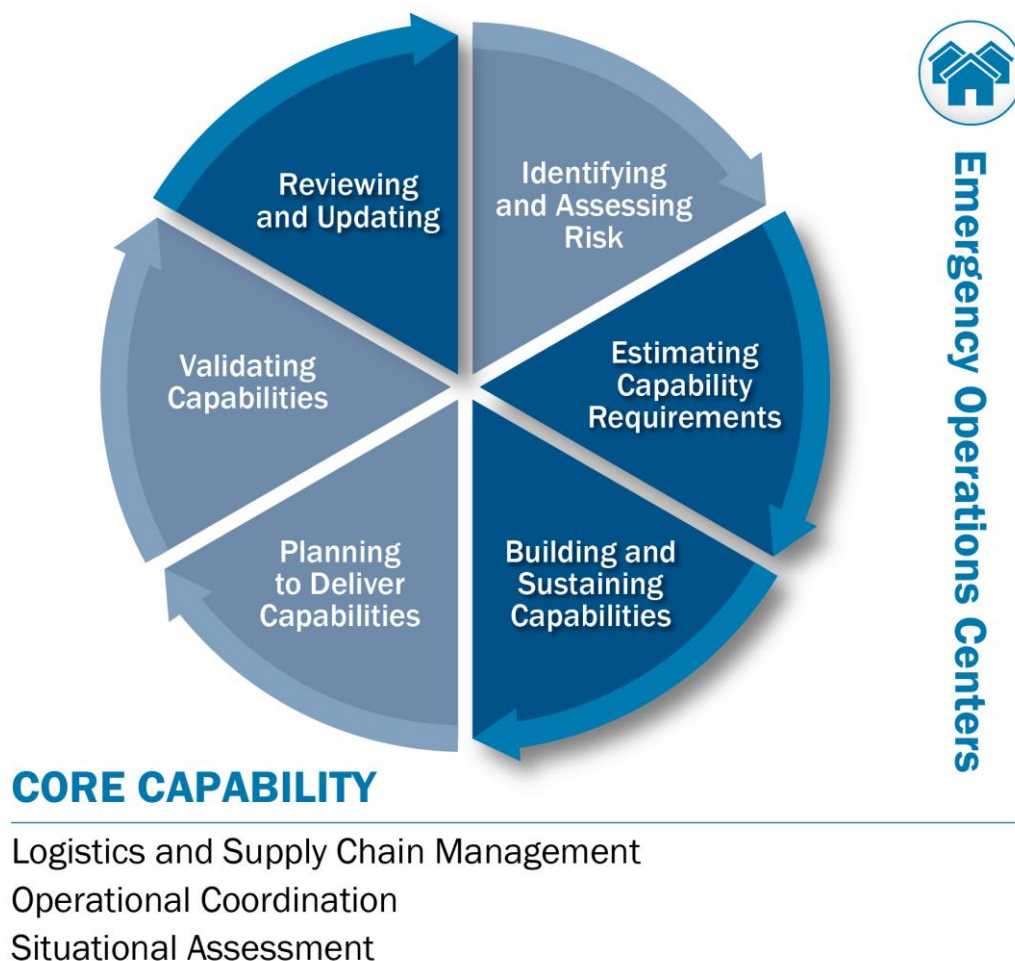 Reviewing
and Updating
Identifying
and Assessing
Risk
Estimating
Capability
Requirements
Building and
Sustaining
Capabilities
Planning
to Deliver
Capabilities
Validating
Capabilities
Emergency Operations Centers
CORE CAPABILITY
Logistics and Supply Chain Management
Operational Coordination
Situational Assessment